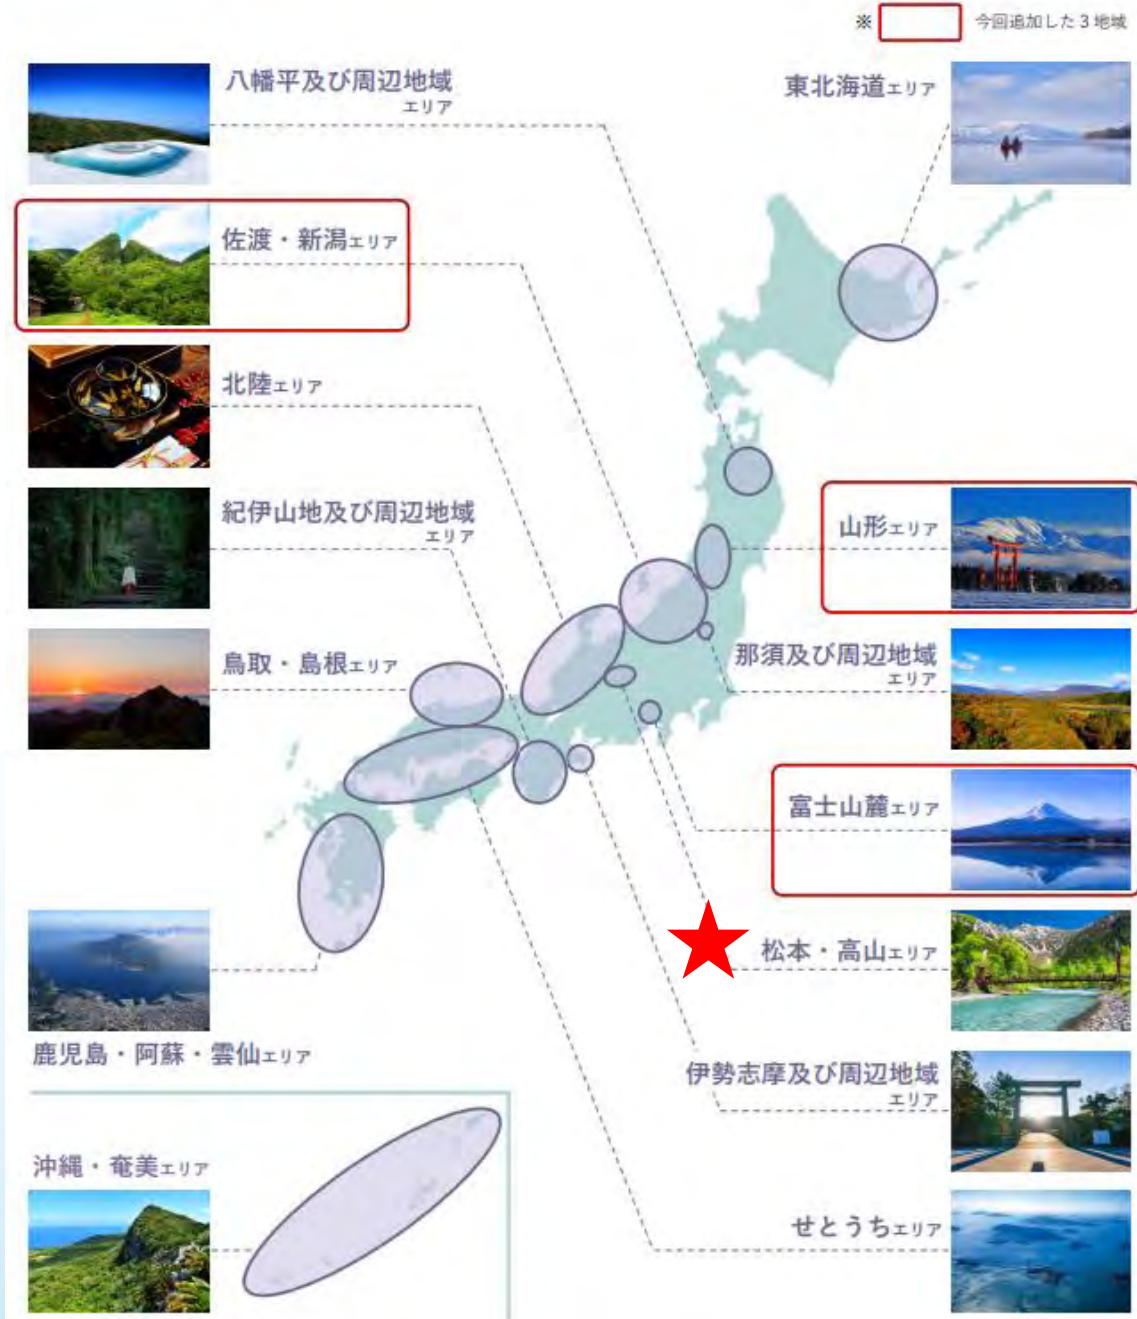 ※ 今回追加した3地域
八幡平及び周辺地域
エリア
東北海道エリア
佐渡・新潟エリア
北陸エリア
紀伊山地及び周辺地域
エリア
山形エリア
鳥取・島根エリア
那須及び周辺地域
エリア
富士山麓エリア
松本・高山エリア
鹿児島・阿蘇・雲仙エリア
伊勢志摩及び周辺地域
エリア
沖縄・奄美エリア
せとうちエリア